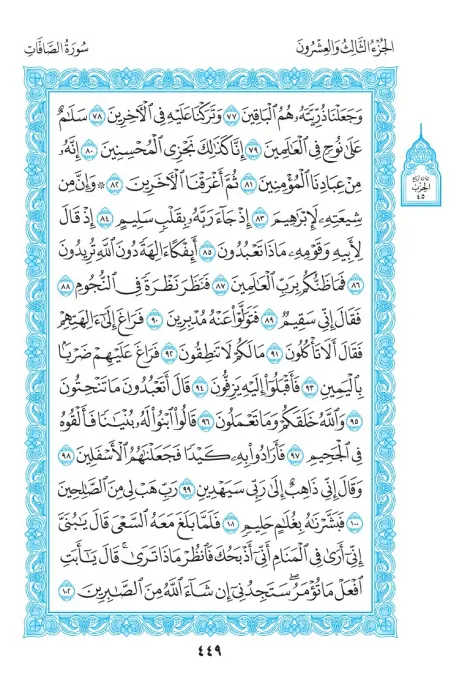 سُورَةُ الصَّافَّاتِ
الجُزْءُ الثَّالِثُ وَالعِشْرُونَ
وَجَعَلْنَا ذُرِّيَّتَهُۥ هُمُ ٱلْبَاقِينَ ٧٧ وَتَرَكْنَا عَلَيْهِ فِى ٱلْأَخِرِينَ ٧٨ سَلَٰمٌ
عَلَىٰ نُوحٍ فِى ٱلْعَٰلَمِينَ ٧٩ إِنَّا كَذَٰلِكَ نَجْزِى ٱلْمُحْسِنِينَ ٨٠ إِنَّهُۥ
مِنْ عِبَادِنَا ٱلْمُؤْمِنِينَ ٨١ ثُمَّ أَغْرَقْنَا ٱلْأَخَرِينَ ٨٢ ۞ وَإِنَّ مِن
شِيعَتِهِۦ لَإِبْرَٰهِيمَ ٨٣ إِذْ جَآءَ رَبَّهُۥ بِقَلْبٍ سَلِيمٍ ٨٤ إِذْ قَالَ
لِأَبِيهِ وَقَوْمِهِۦ مَاذَا تَعْبُدُونَ ٨٥ أَئِفْكًا ءَالِهَةً دُونَ ٱللَّهِ تُرِيدُونَ
٨٦ فَمَا ظَنُّكُم بِرَبِّ ٱلْعَٰلَمِينَ ٨٧ فَنَظَرَ نَظْرَةً فِى ٱلنُّجُومِ ٨٨
فَقَالَ إِنِّى سَقِيمٌ ٨٩ فَتَوَلَّوْا۟ عَنْهُ مُدْبِرِينَ ٩٠ فَرَاغَ إِلَىٰٓ ءَالِهَتِهِمْ
فَقَالَ أَلَا تَأْكُلُونَ ٩١ مَا لَكُمْ لَا تَنطِقُونَ ٩٢ فَرَاغَ عَلَيْهِمْ ضَرْبًۢا
بِٱلْيَمِينِ ٩٣ فَأَقْبَلُوٓا۟ إِلَيْهِ يَزِفُّونَ ٩٤ قَالَ أَتَعْبُدُونَ مَا تَنْحِتُونَ
٩٥ وَٱللَّهُ خَلَقَكُمْ وَمَا تَعْمَلُونَ ٩٦ قَالُوا۟ ٱبْنُوا۟ لَهُۥ بُنْيَٰنًا فَأَلْقُوهُ
فِى ٱلْجَحِيمِ ٩٧ فَأَرَادُوا۟ بِهِۦ كَيْدًا فَجَعَلْنَٰهُمُ ٱلْأَسْفَلِينَ ٩٨
وَقَالَ إِنِّى ذَاهِبٌ إِلَىٰ رَبِّى سَيَهْدِينِ ٩٩ رَبِّ هَبْ لِى مِنَ ٱلصَّٰلِحِينَ
١٠٠ فَبَشَّرْنَٰهُ بِغُلَٰمٍ حَلِيمٍ ١٠١ فَلَمَّا بَلَغَ مَعَهُ ٱلسَّعْىَ قَالَ يَٰبُنَىَّ
إِنِّىٓ أَرَىٰ فِى ٱلْمَنَامِ أَنِّىٓ أَذْبَحُكَ فَٱنظُرْ مَاذَا تَرَىٰ ۚ قَالَ يَٰٓأَبَتِ
ٱفْعَلْ مَا تُؤْمَرُ ۖ سَتَجِدُنِىٓ إِن شَآءَ ٱللَّهُ مِنَ ٱلصَّٰبِرِينَ ١٠٢
الحِزْب
٤٥
٤٤٩